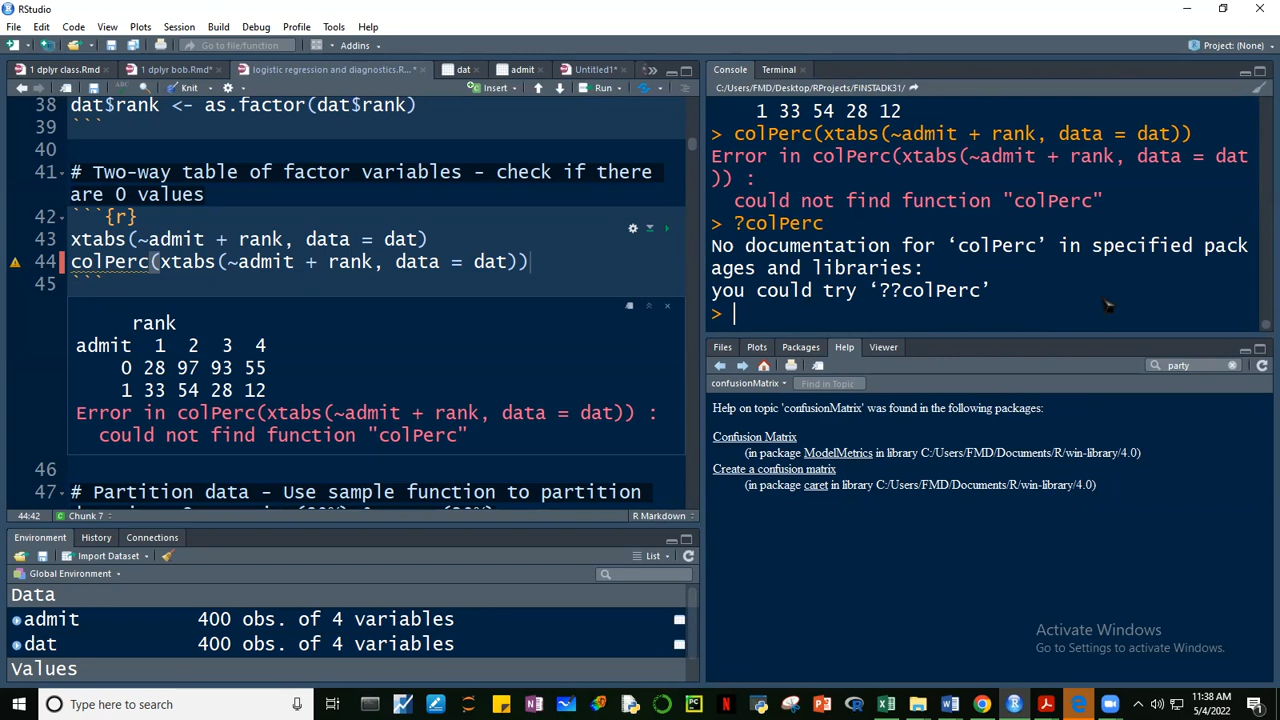 RStudio
File Edit Code View Plots Session Build Debug Profile Tools Help
Go to file/function Addins Project: (None)
1 dplyr class.Rmd 1 dplyr bob.Rmd* logistic regression and diagnostics.R...* dat admit Untitled1*
Knit Insert Run
38 dat$rank <- as.factor(dat$rank)
39 ```
40
41 # Two-way table of factor variables - check if there
are 0 values
42 ```{r}
43 xtabs(~admit + rank, data = dat)
44 colPerc(xtabs(~admit + rank, data = dat))
45 ```
rank
admit 1 2 3 4
0 28 97 93 55
1 33 54 28 12
Error in colPerc(xtabs(~admit + rank, data = dat)) :
could not find function "colPerc"
46
47 # Partition data - Use sample function to partition
44:42 Chunk 7 R Markdown
Environment History Connections
Import Dataset List
Global Environment
Data
admit 400 obs. of 4 variables
dat 400 obs. of 4 variables
Values
Console Terminal
C:/Users/FMD/Desktop/RProjects/FINSTADK31/
1 33 54 28 12
> colPerc(xtabs(~admit + rank, data = dat))
Error in colPerc(xtabs(~admit + rank, data = dat
)) :
could not find function "colPerc"
> ?colPerc
No documentation for ‘colPerc’ in specified pack
ages and libraries:
you could try ‘??colPerc’
>
Files Plots Packages Help Viewer
party
confusionMatrix Find in Topic
Help on topic 'confusionMatrix' was found in the following packages:
Confusion Matrix
(in package ModelMetrics in library C:/Users/FMD/Documents/R/win-library/4.0)
Create a confusion matrix
(in package caret in library C:/Users/FMD/Documents/R/win-library/4.0)
Activate Windows
Go to Settings to activate Windows.
Type here to search
11:38 AM
5/4/2022